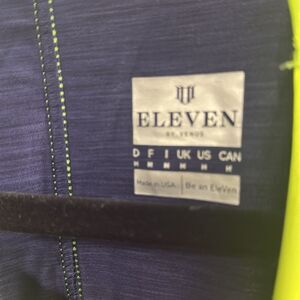 ELEVEN
BY VENUS
D F I UK US CAN
M M M M M M
Made in USA
Be an EleVen